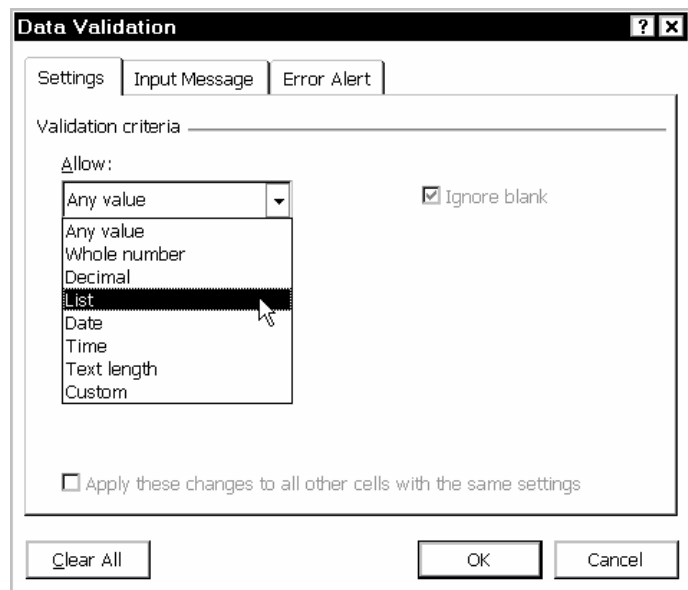 Data Validation ? X
Settings Input Message Error Alert
Validation criteria
Allow:
Any value
Ignore blank
Any value
Whole number
Decimal
List
Date
Time
Text length
Custom
Apply these changes to all other cells with the same settings
Clear All OK Cancel